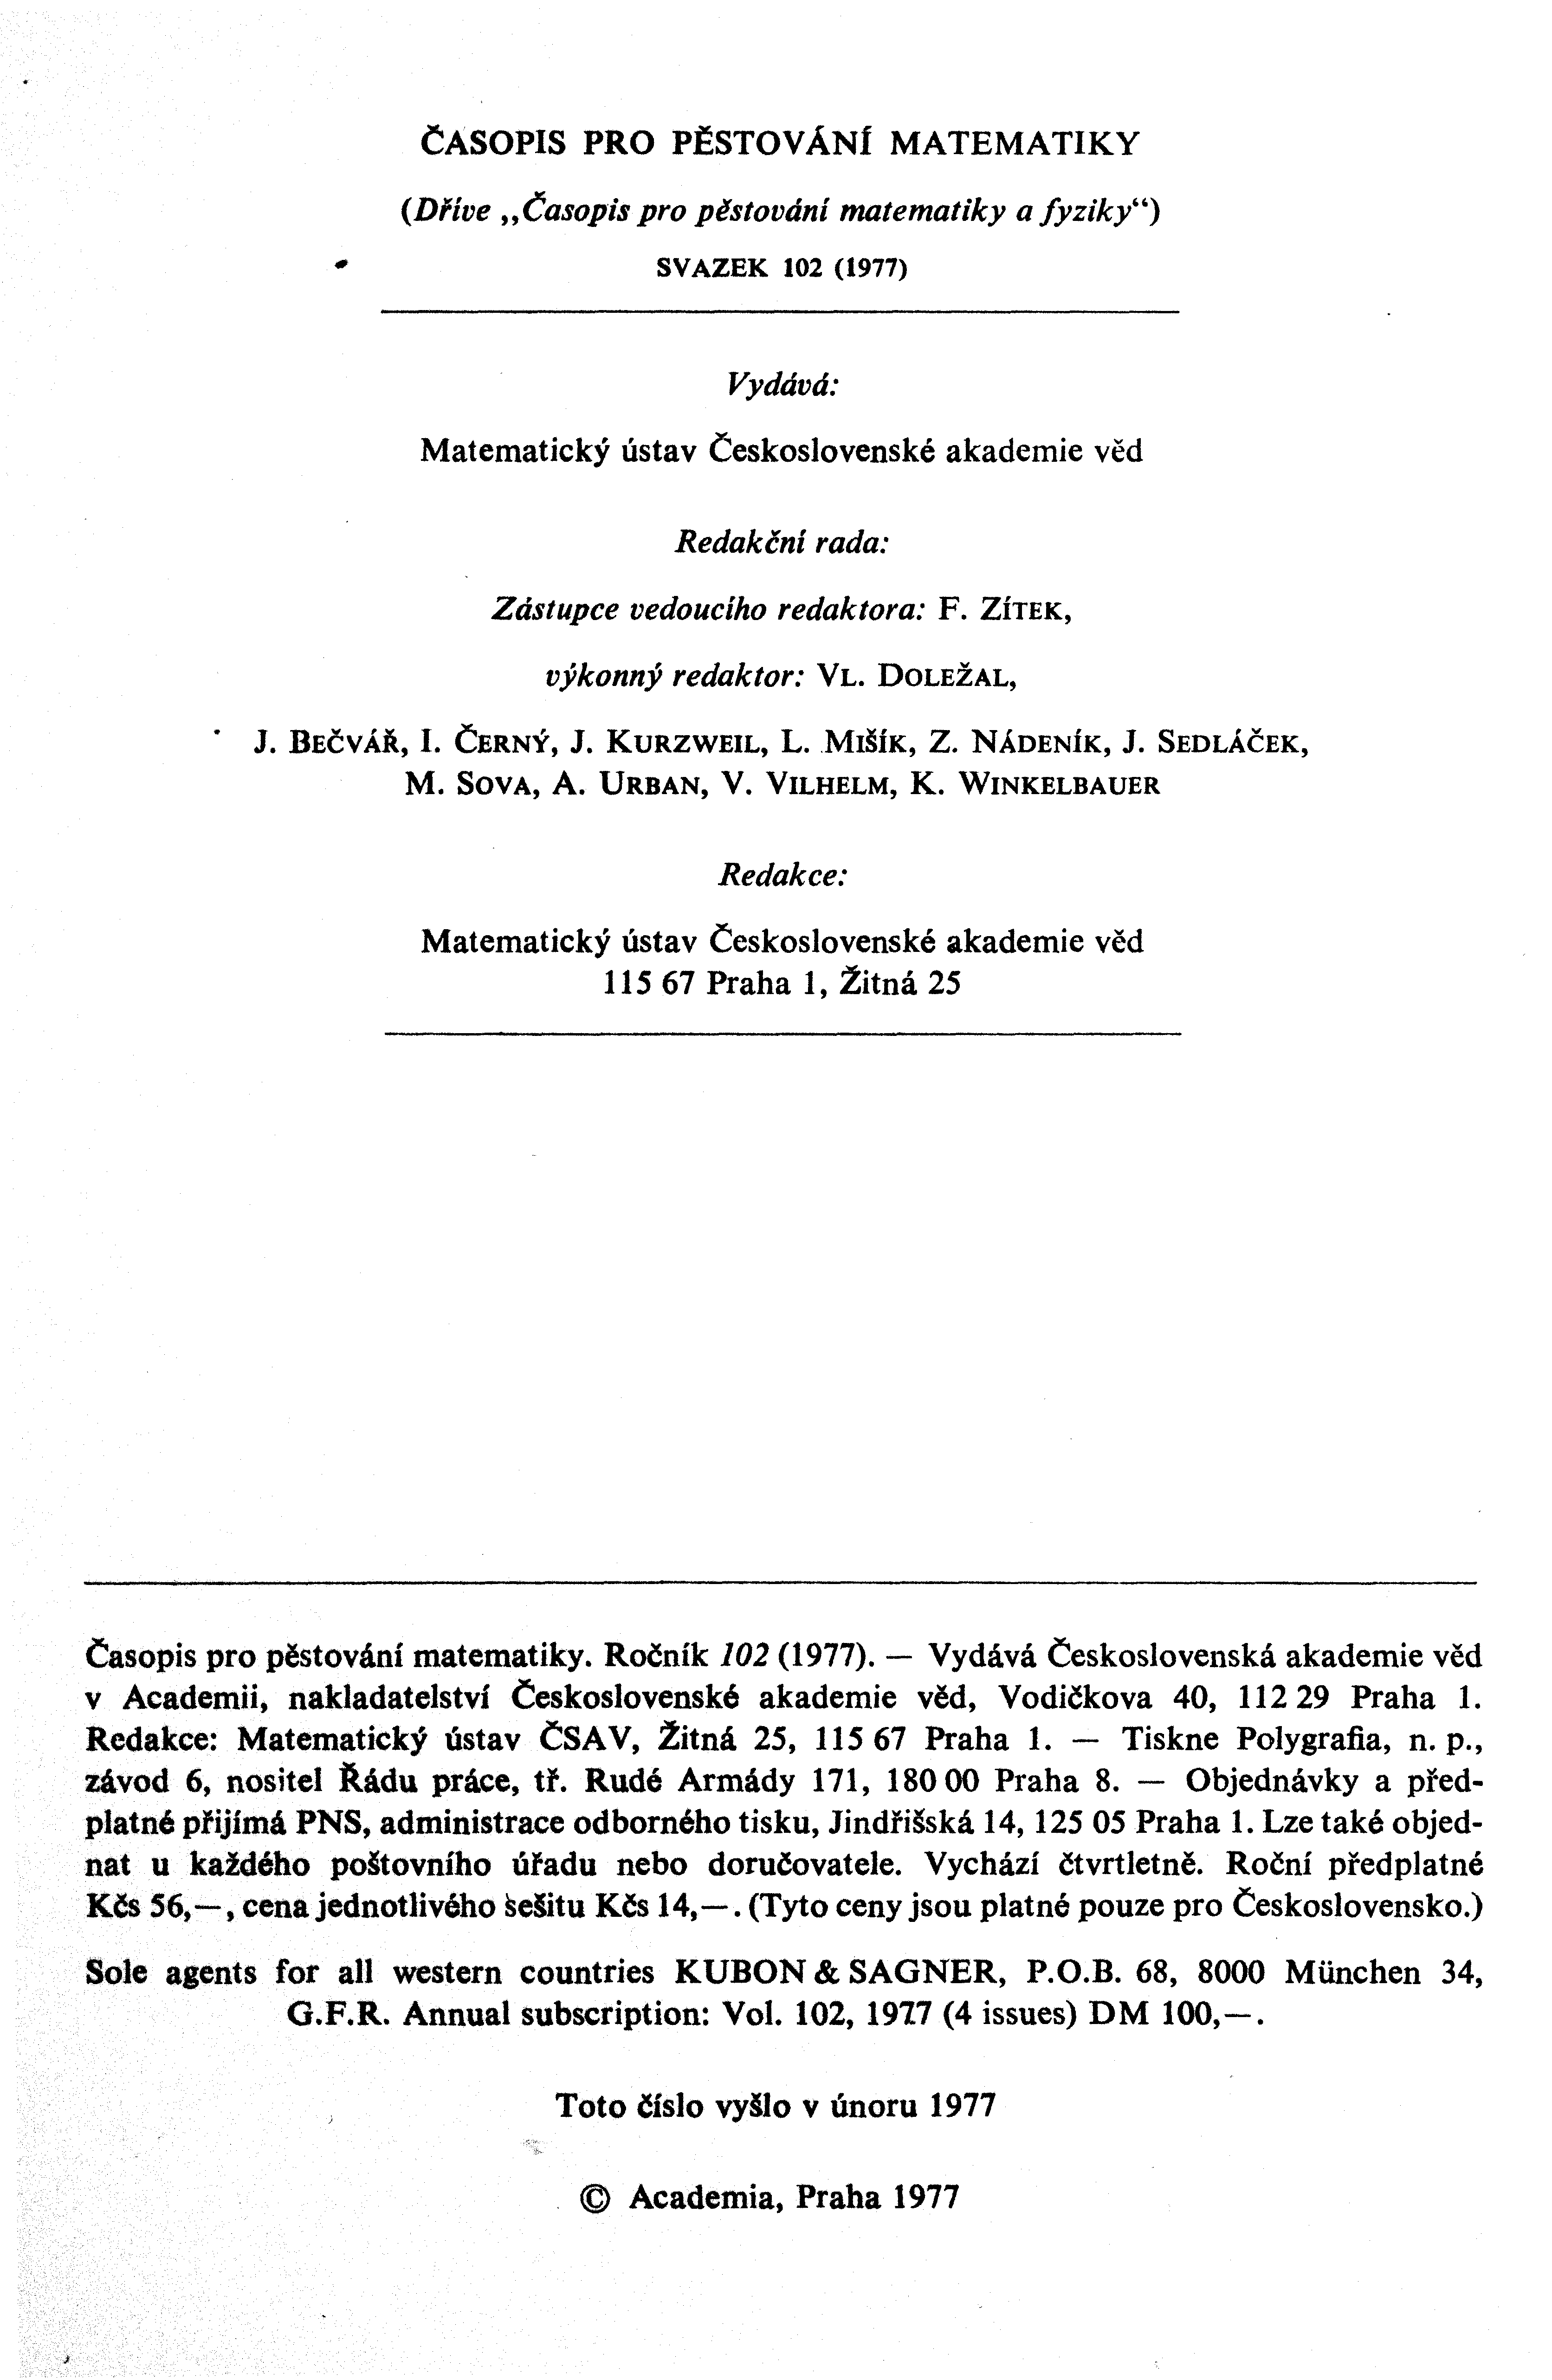 ČASOPIS PRO PĚSTOVÁNÍ MATEMATIKY
(Dříve „Časopis pro pěstování matematiky a fyziky“)
SVAZEK 102 (1977)
Vydává:
Matematický ústav Československé akademie věd
Redakční rada:
Zástupce vedoucího redaktora: F. ZÍTEK,
výkonný redaktor: VL. DOLEŽAL,
J. BEČVÁŘ, I. ČERNÝ, J. KURZWEIL, L. MIŠÍK, Z. NÁDENÍK, J. SEDLÁČEK,
M. SOVA, A. URBAN, V. VILHELM, K. WINKELBAUER
Redakce:
Matematický ústav Československé akademie věd
115 67 Praha 1, Žitná 25
Časopis pro pěstování matematiky. Ročník 102 (1977). — Vydává Československá akademie věd
v Academii, nakladatelství Československé akademie věd, Vodičkova 40, 112 29 Praha 1.
Redakce: Matematický ústav ČSAV, Žitná 25, 115 67 Praha 1. — Tiskne Polygrafia, n. p.,
závod 6, nositel Řádu práce, tř. Rudé Armády 171, 180 00 Praha 8. — Objednávky a před-
platné přijímá PNS, administrace odborného tisku, Jindřišská 14, 125 05 Praha 1. Lze také objed-
nat u každého poštovního úřadu nebo doručovatele. Vychází čtvrtletně. Roční předplatné
Kčs 56,—, cena jednotlivého sešitu Kčs 14,—. (Tyto ceny jsou platné pouze pro Československo.)
Sole agents for all western countries KUBON & SAGNER, P.O.B. 68, 8000 München 34,
G.F.R. Annual subscription: Vol. 102, 1977 (4 issues) DM 100,—.
Toto číslo vyšlo v únoru 1977
© Academia, Praha 1977